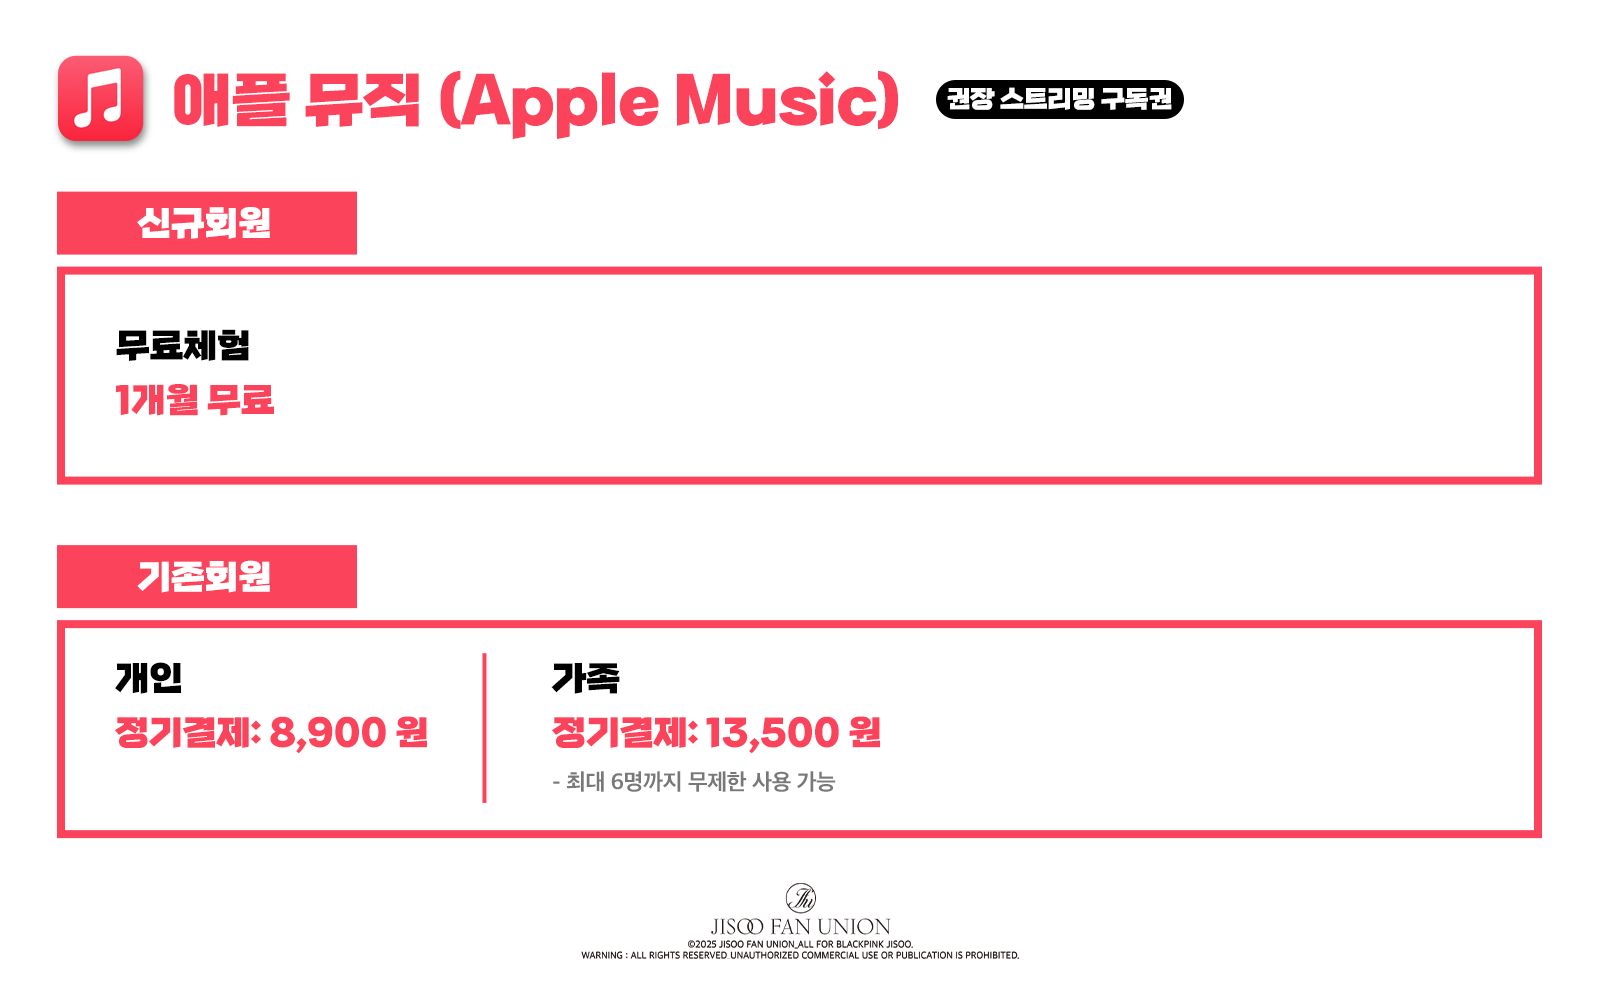 애플 뮤직 (Apple Music)
권장 스트리밍 구독권
신규회원
무료체험
1개월 무료
기존회원
개인
정기결제: 8,900 원
가족
정기결제: 13,500 원
- 최대 6명까지 무제한 사용 가능
JISOO FAN UNION
©2025 JISOO FAN UNION_ALL FOR BLACKPINK JISOO.
WARNING : ALL RIGHTS RESERVED. UNAUTHORIZED COMMERCIAL USE OR PUBLICATION IS PROHIBITED.